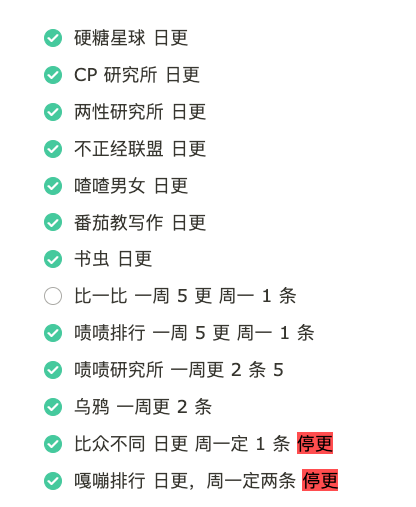 硬糖星球 日更
CP 研究所 日更
两性研究所 日更
不正经联盟 日更
喳喳男女 日更
番茄教写作 日更
书虫 日更
比一比 一周 5 更 周一 1 条
啧啧排行 一周 5 更 周一 1 条
啧啧研究所 一周更 2 条 5
乌鸦 一周更 2 条
比众不同 日更 周一定 1 条 停更
嘎嘣排行 日更，周一定两条 停更